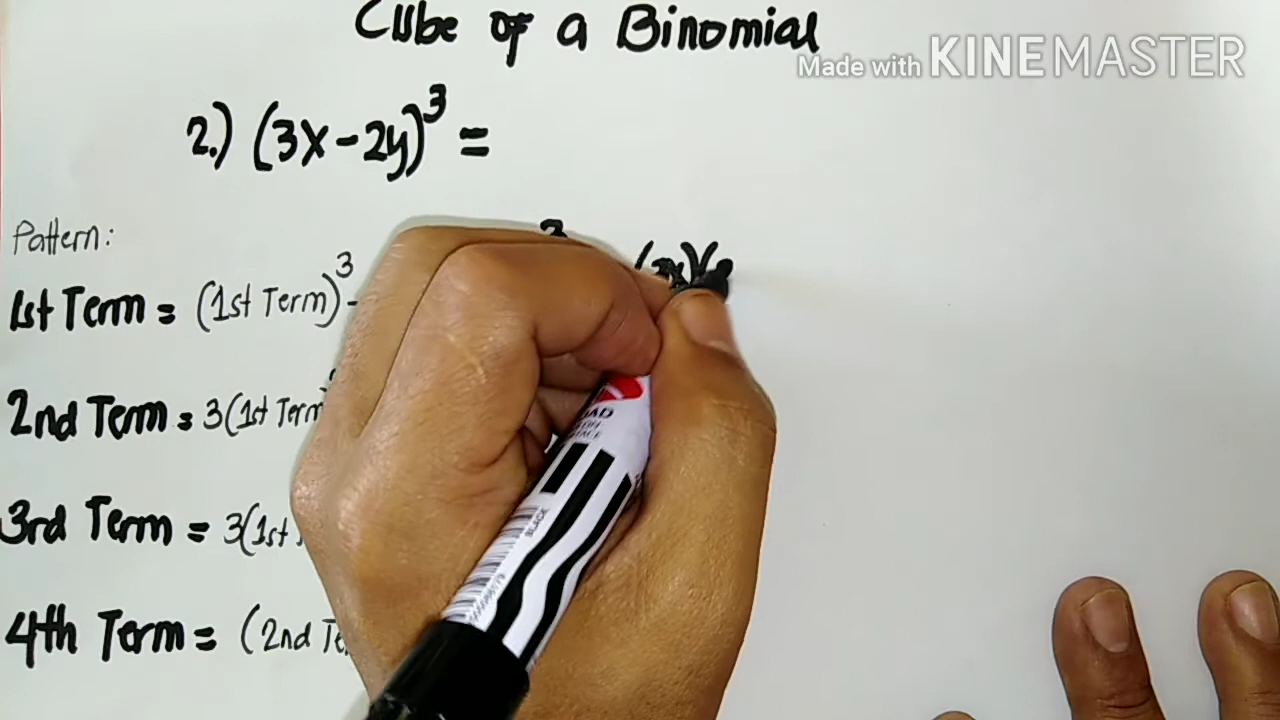 Cube of a Binomial
Made with KINEMASTER
2.) (3x-2y)³ =
Pattern:
1st Term = (1st Term)³
2nd Term = 3(1st Term
3rd Term = 3(1st
4th Term = (2nd
BLACK